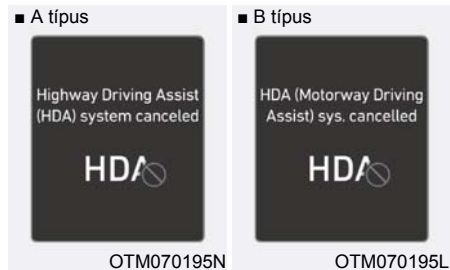 ■ A típus
Highway Driving Assist
(HDA) system canceled
HDA
OTM070195N
■ B típus
HDA (Motorway Driving
Assist) sys. cancelled
HDA
OTM070195L